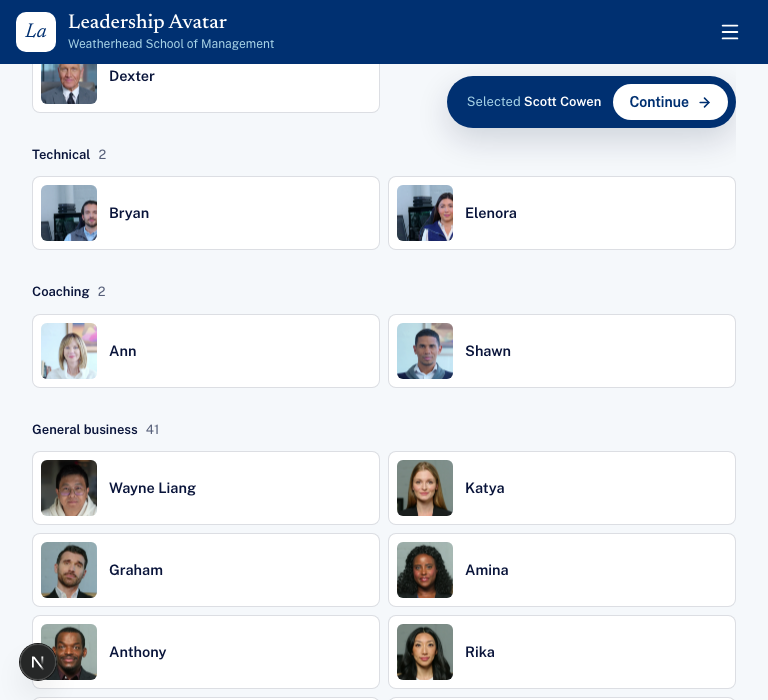 La
Leadership Avatar
Weatherhead School of Management
Dexter
Selected Scott Cowen
Continue →
Technical 2
Bryan
Elenora
Coaching 2
Ann
Shawn
General business 41
Wayne Liang
Katya
Graham
Amina
Anthony
Rika
N